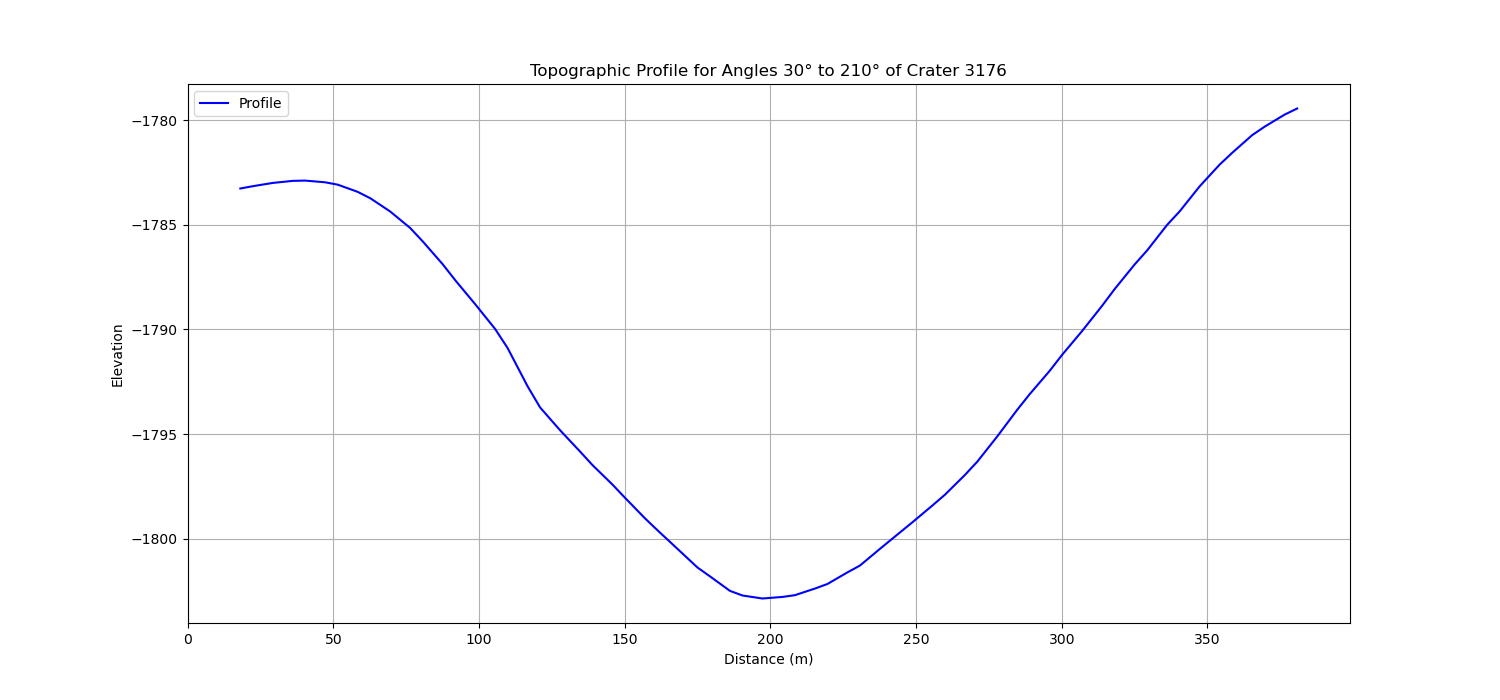 Topographic Profile for Angles 30° to 210° of Crater 3176
Profile
Elevation
−1780
−1785
−1790
−1795
−1800
0 50 100 150 200 250 300 350
Distance (m)